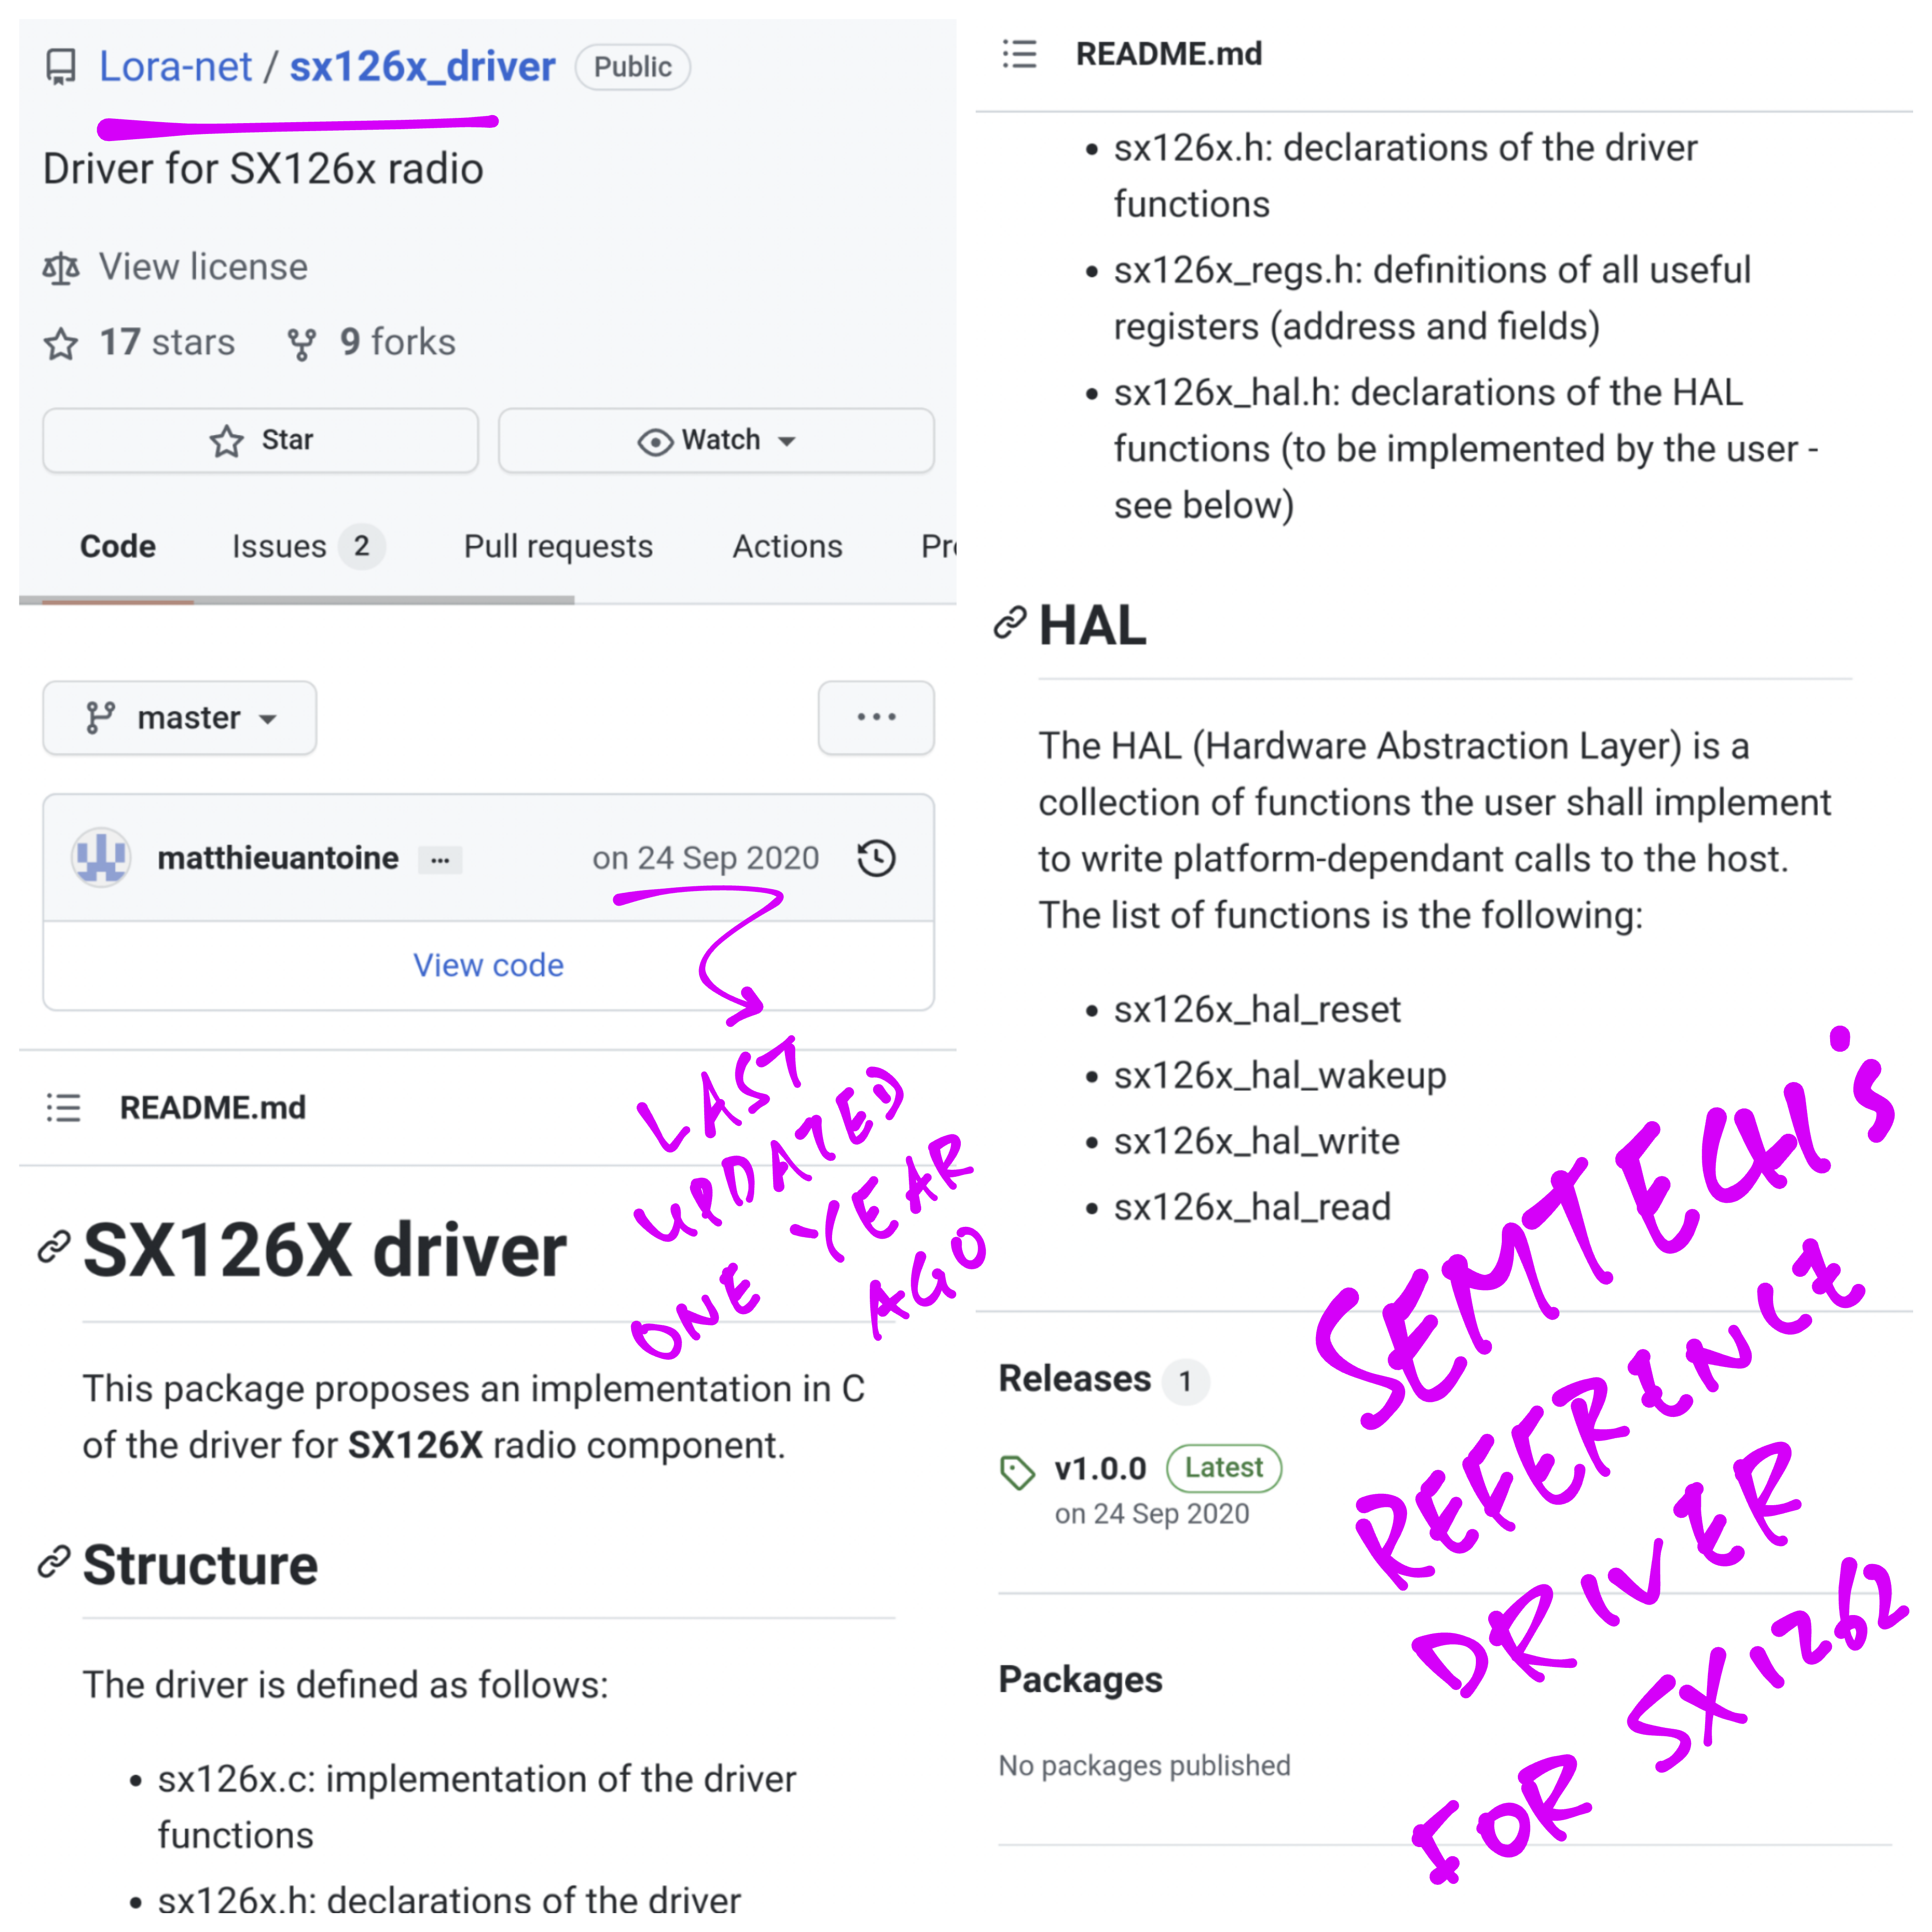 Lora-net / sx126x_driver Public
Driver for SX126x radio
View license
17 stars 9 forks
Star Watch
Code Issues 2 Pull requests Actions Pr
master ...
matthieuantoine ... on 24 Sep 2020
View code
LAST
UPDATED
ONE YEAR
AGO
README.md
SX126X driver
This package proposes an implementation in C
of the driver for SX126X radio component.
Structure
The driver is defined as follows:
• sx126x.c: implementation of the driver
functions
• sx126x.h: declarations of the driver
README.md
• sx126x.h: declarations of the driver
functions
• sx126x_regs.h: definitions of all useful
registers (address and fields)
• sx126x_hal.h: declarations of the HAL
functions (to be implemented by the user -
see below)
HAL
The HAL (Hardware Abstraction Layer) is a
collection of functions the user shall implement
to write platform-dependant calls to the host.
The list of functions is the following:
• sx126x_hal_reset
• sx126x_hal_wakeup
• sx126x_hal_write
• sx126x_hal_read
Releases 1
v1.0.0 Latest
on 24 Sep 2020
Packages
No packages published
SEMTECH's
REFERENCE
DRIVER
FOR SX1262